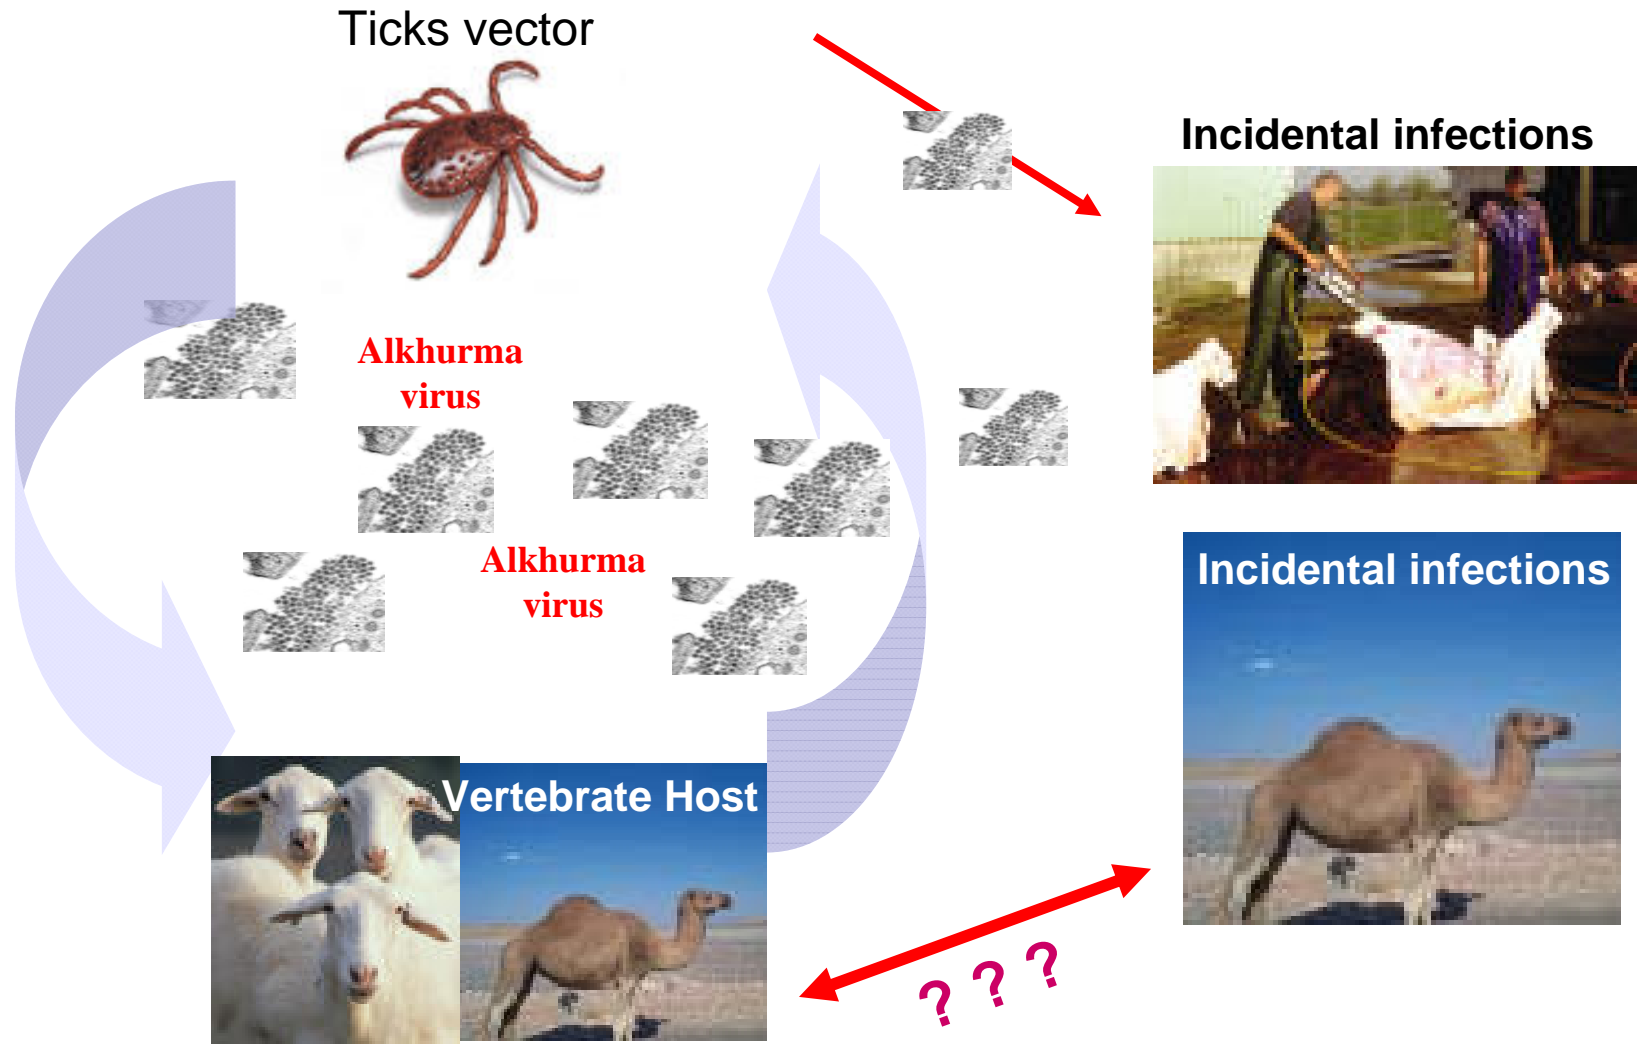 Ticks vector
Incidental infections
Alkhurma
virus
Alkhurma
virus
Incidental infections
Vertebrate Host
? ? ?